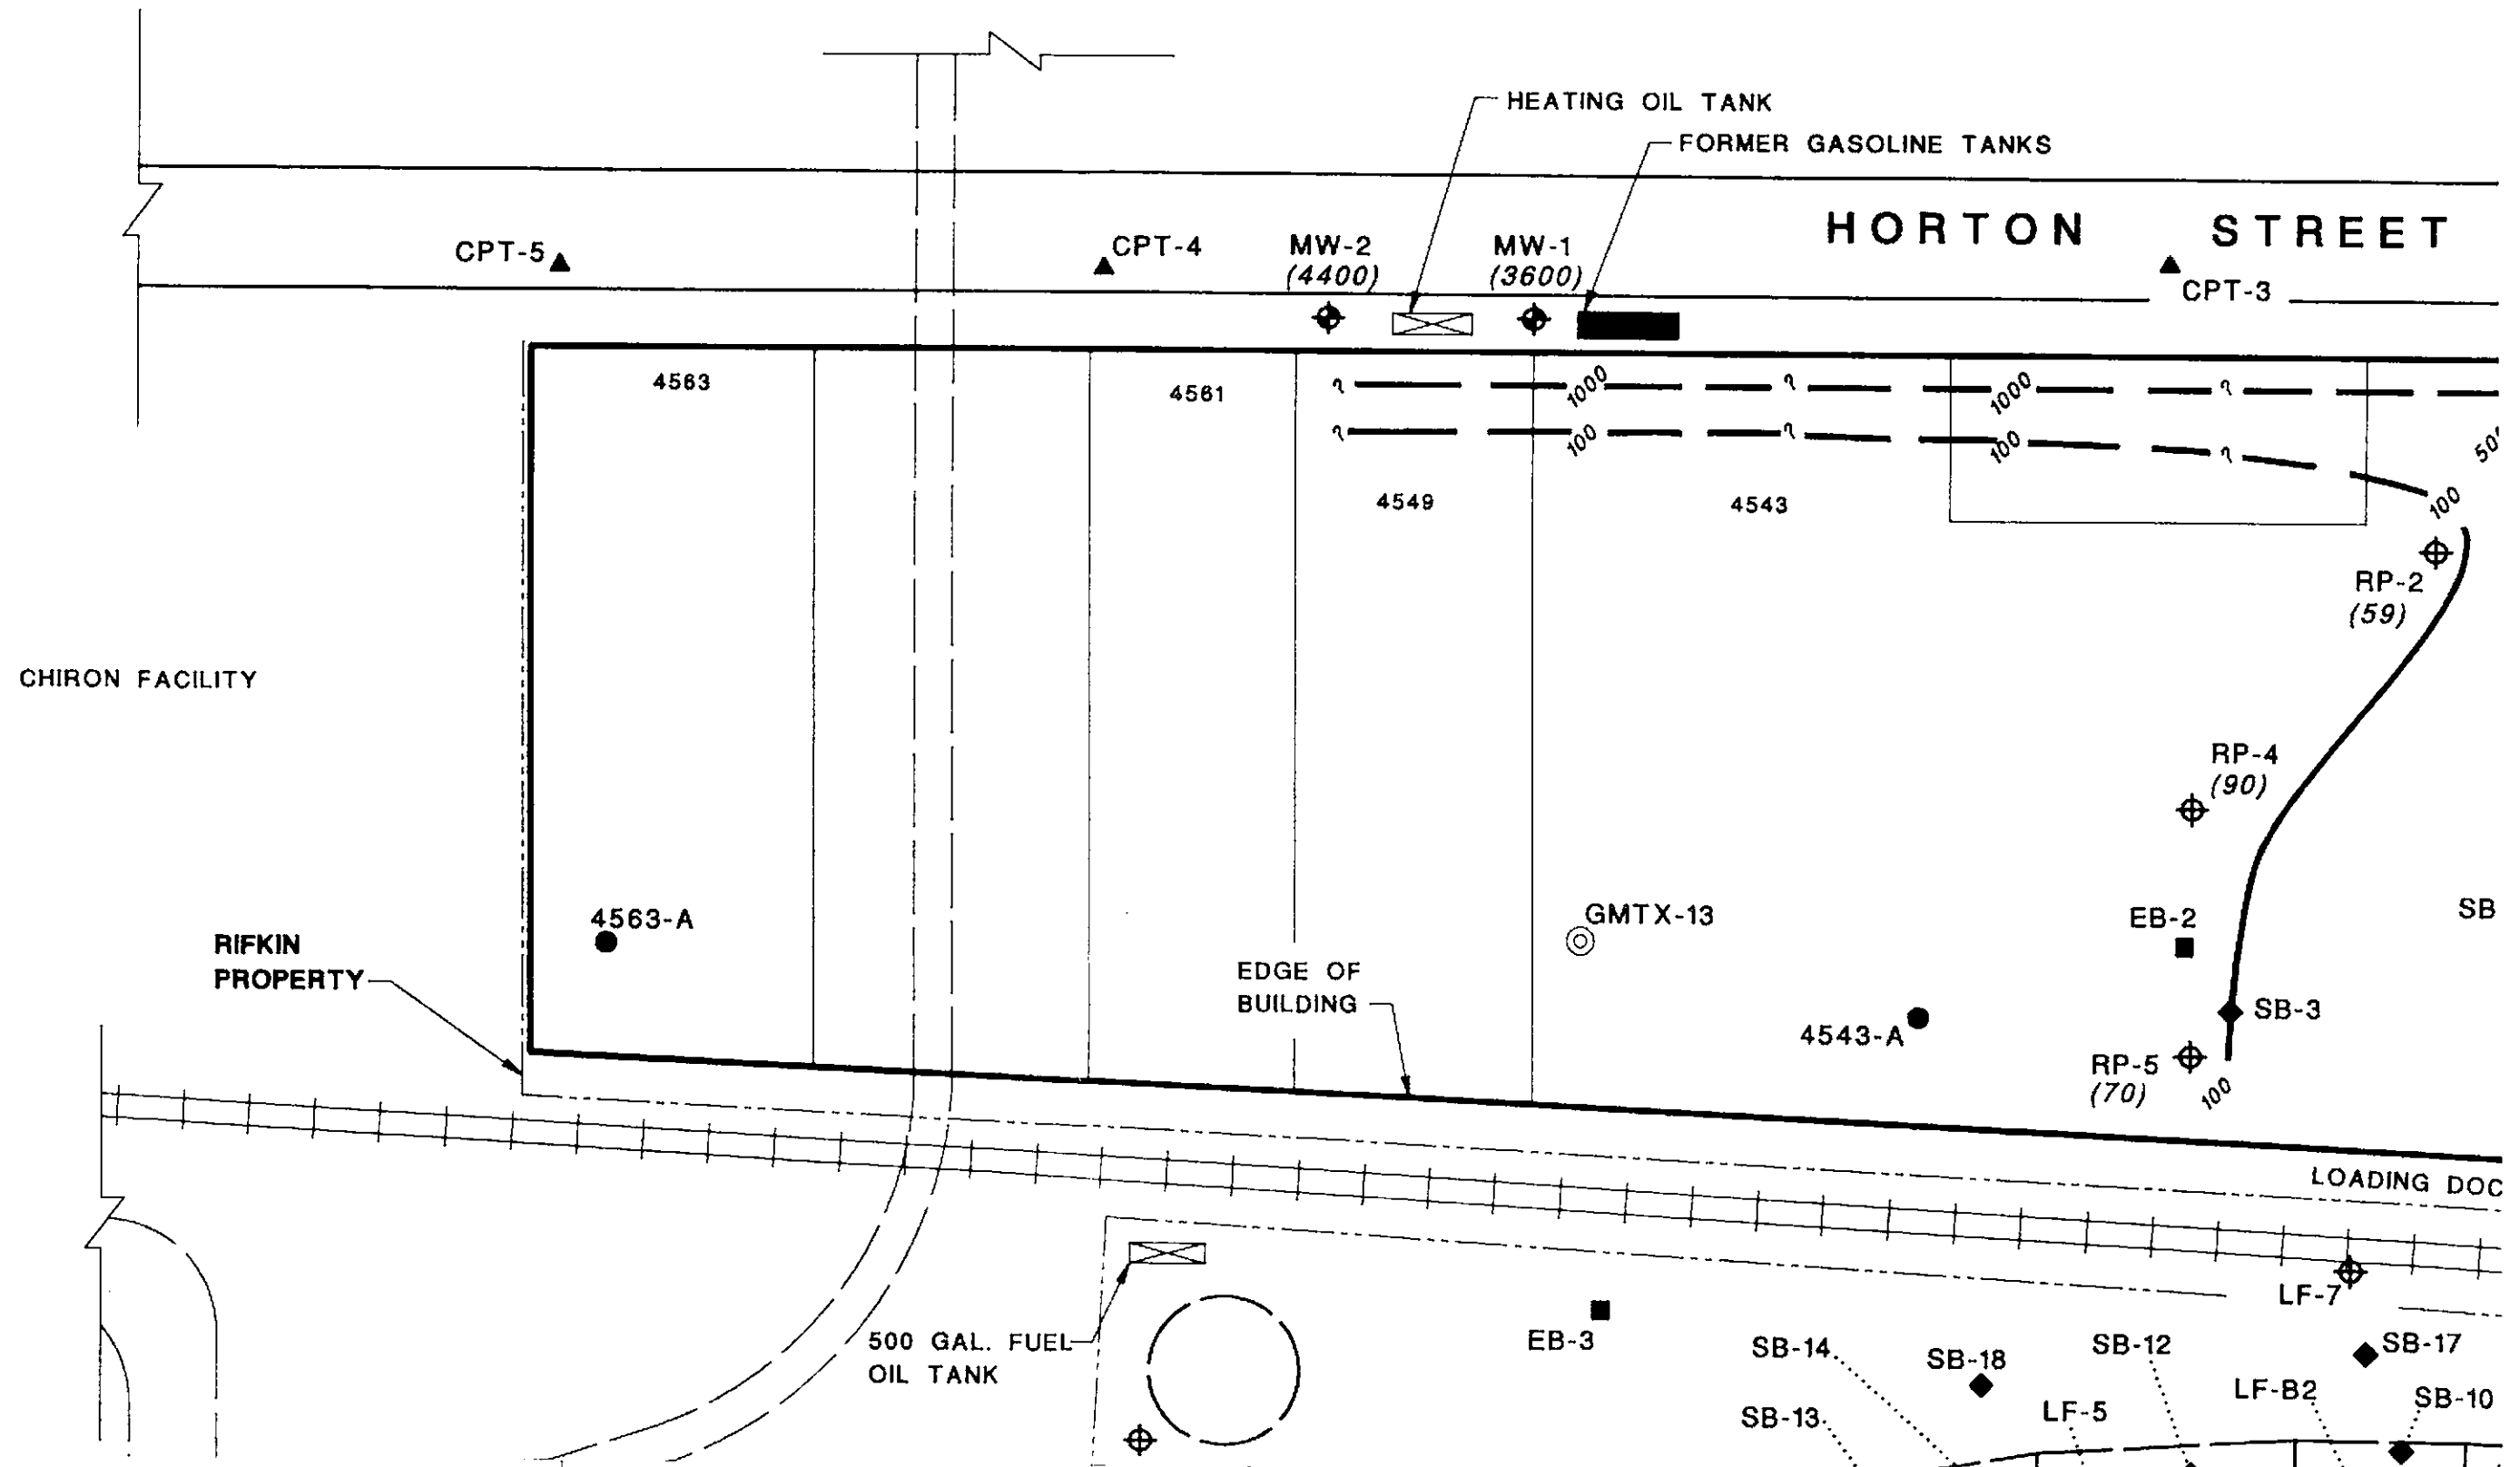 HEATING OIL TANK
FORMER GASOLINE TANKS
HORTON STREET
CPT-5
CPT-4
MW-2
(4400)
MW-1
(3600)
CPT-3
4563
4561
? 1000 ? 1000 ?
? 100 ? 100 ?
50
100
4549
4543
RP-2
(59)
CHIRON FACILITY
RP-4
(90)
4563-A
GMTX-13
EB-2
SB
RIFKIN
PROPERTY
EDGE OF
BUILDING
4543-A
SB-3
RP-5
(70)
100
LOADING DOC
LF-7
500 GAL. FUEL
OIL TANK
EB-3
SB-14
SB-18
SB-12
SB-17
LF-B2
SB-10
SB-13
LF-5